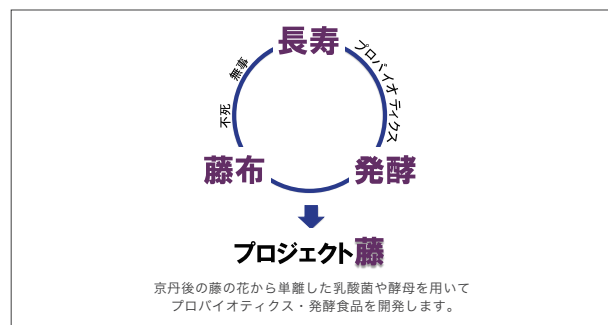 長寿
無事
不死
プロバイオティクス
藤布
発酵
プロジェクト藤
京丹後の藤の花から単離した乳酸菌や酵母を用いて
プロバイオティクス・発酵食品を開発します。